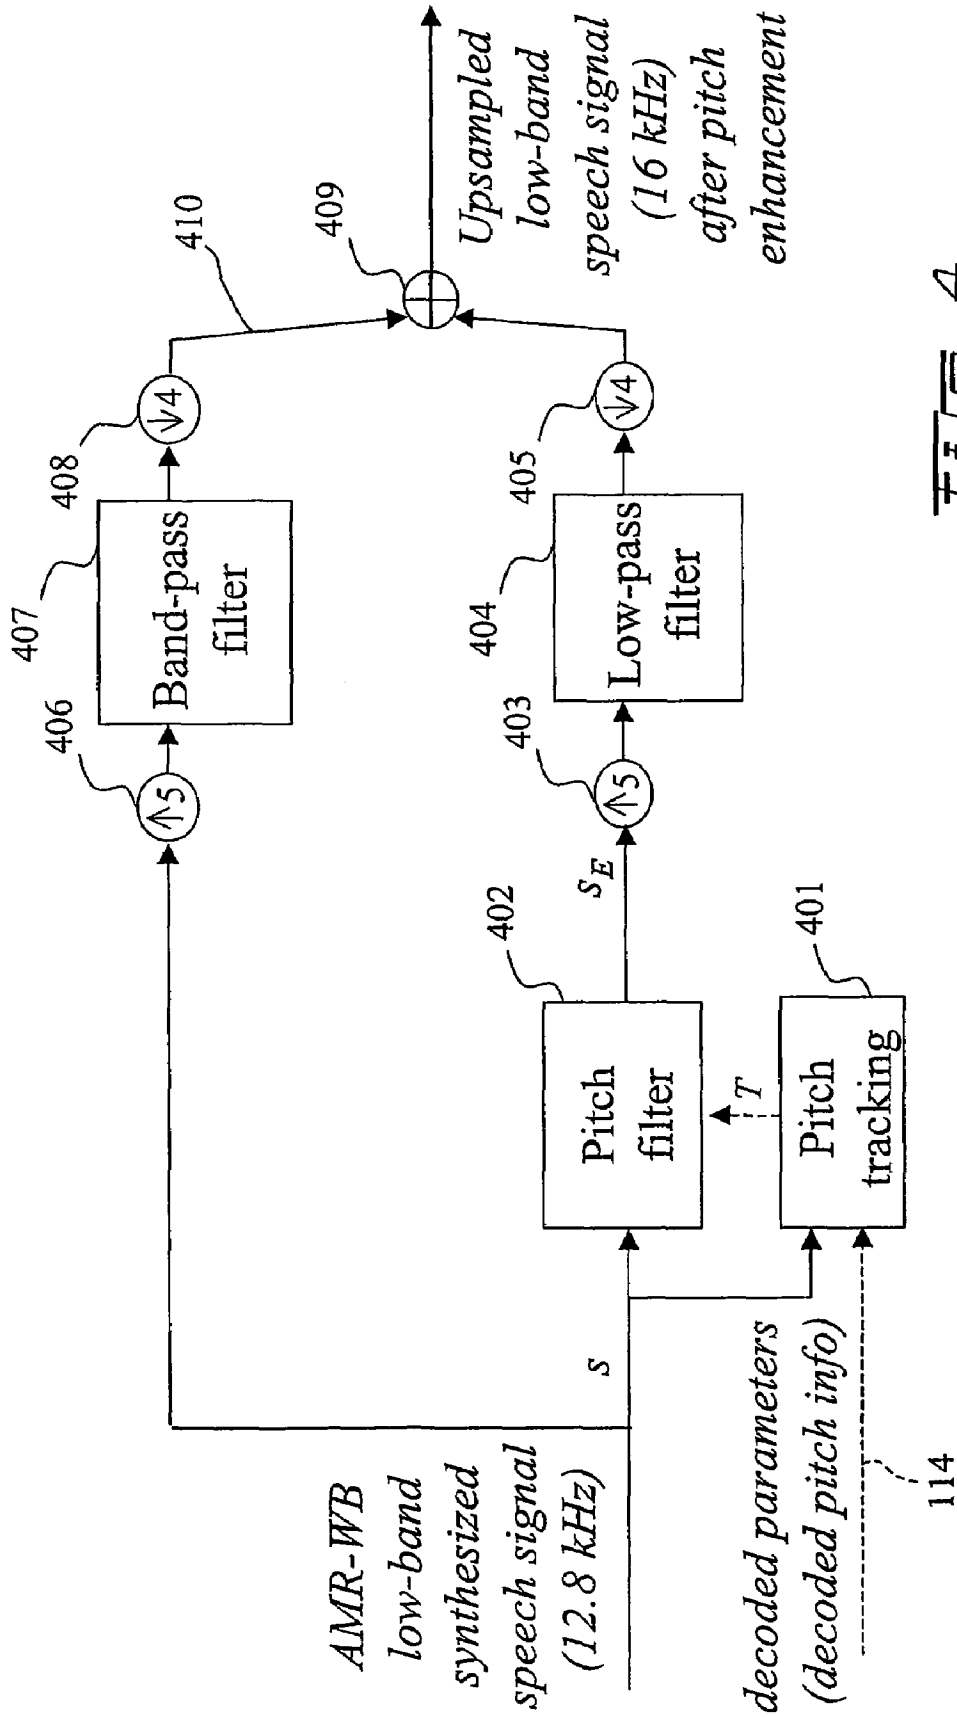 AMR-WB
low-band
synthesized
speech signal
(12.8 kHz)
s
decoded parameters
(decoded pitch info)
114
406
↑5
407
Band-pass
filter
408
↓4
410
409
402
Pitch
filter
s_E
403
↑5
404
Low-pass
filter
405
↓4
T
401
Pitch
tracking
Upsampled
low-band
speech signal
(16 kHz)
after pitch
enhancement